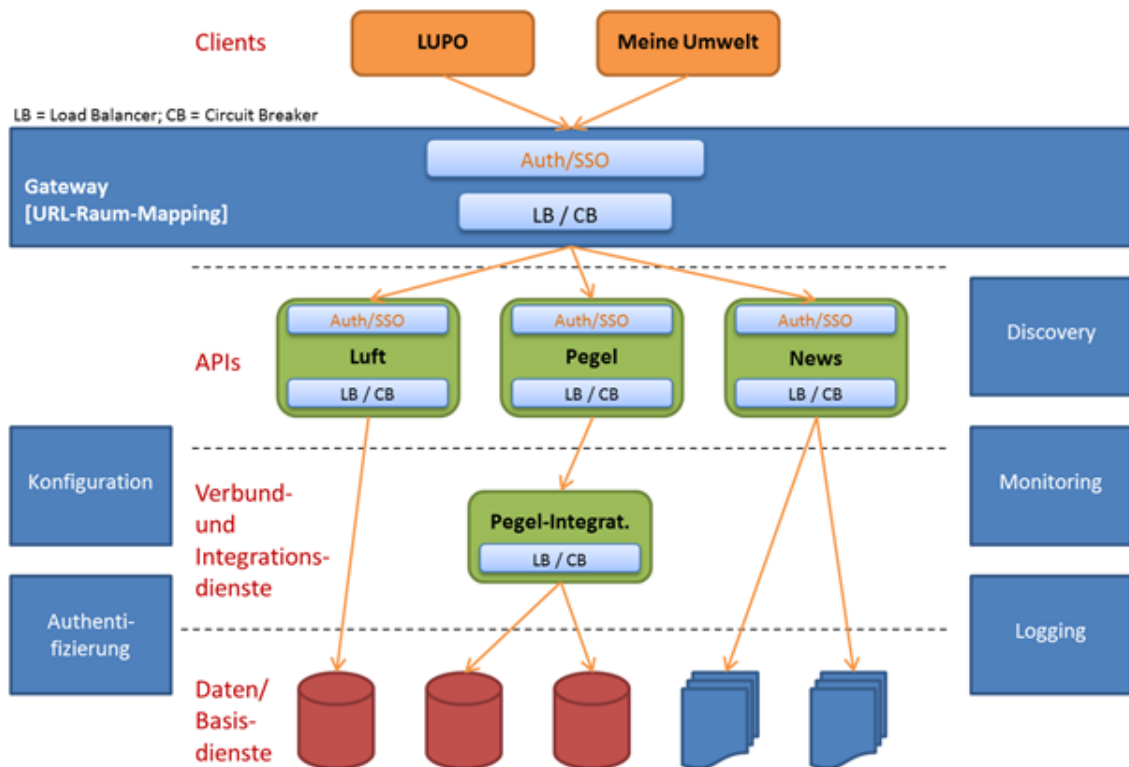 Clients
LUPO
Meine Umwelt
LB = Load Balancer; CB = Circuit Breaker
Auth/SSO
Gateway
[URL-Raum-Mapping]
LB / CB
APIs
Auth/SSO
Luft
LB / CB
Auth/SSO
Pegel
LB / CB
Auth/SSO
News
LB / CB
Discovery
Konfiguration
Verbund-
und
Integrations-
dienste
Pegel-Integrat.
LB / CB
Monitoring
Authenti-
fizierung
Logging
Daten/
Basis-
dienste